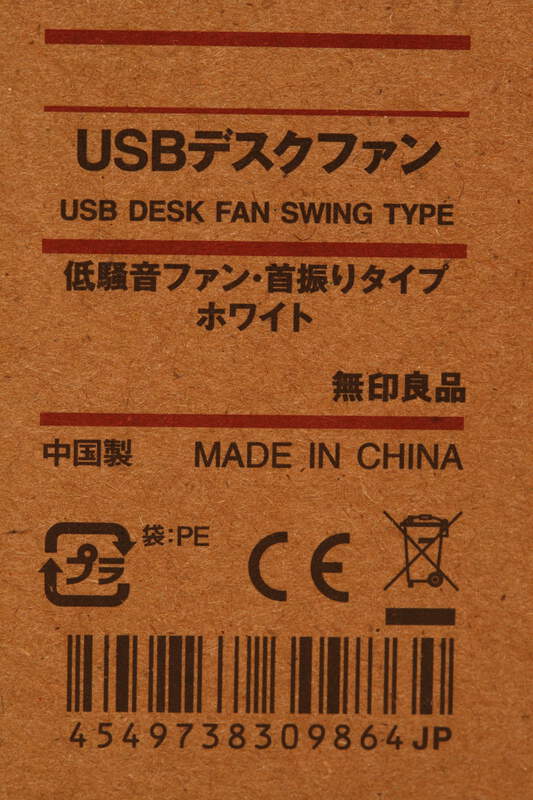 USBデスクファン
USB DESK FAN SWING TYPE
低騒音ファン・首振りタイプ
ホワイト
無印良品
中国製 MADE IN CHINA
プラ 袋:PE CE
4549738309864JP